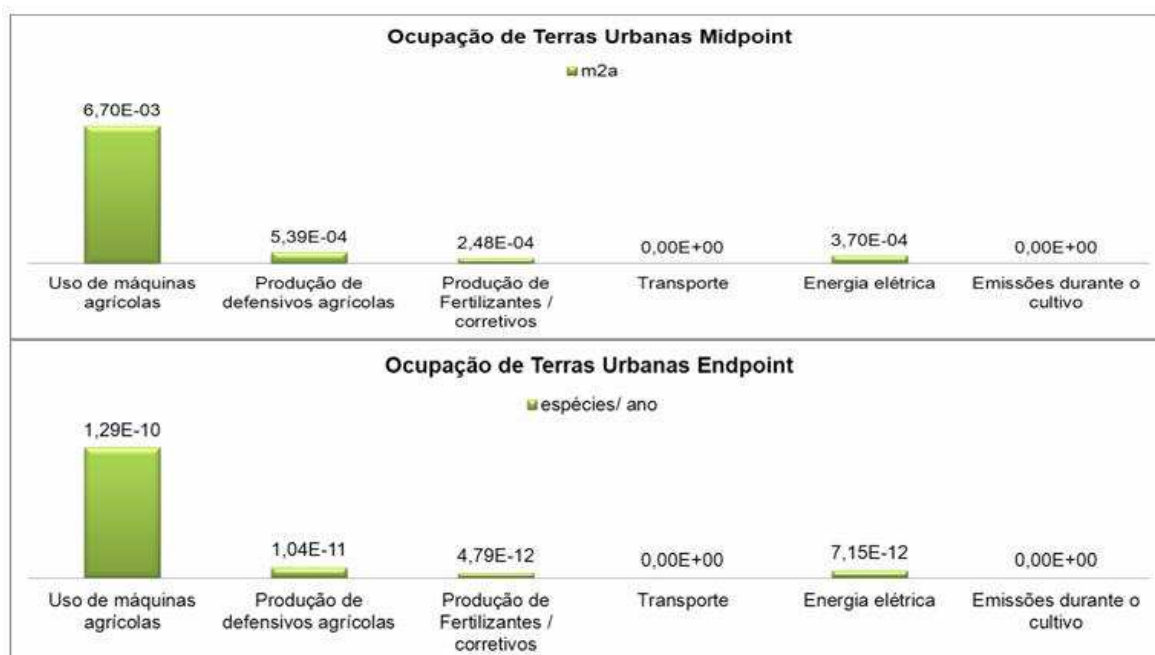 Ocupação de Terras Urbanas Midpoint
m2a
6,70E-03
5,39E-04
2,48E-04
0,00E+00
3,70E-04
0,00E+00
Uso de máquinas
agrícolas
Produção de
defensivos agrícolas
Produção de
Fertilizantes /
corretivos
Transporte
Energia elétrica
Emissões durante o
cultivo
Ocupação de Terras Urbanas Endpoint
espécies/ ano
1,29E-10
1,04E-11
4,79E-12
0,00E+00
7,15E-12
0,00E+00
Uso de máquinas
agrícolas
Produção de
defensivos agrícolas
Produção de
Fertilizantes /
corretivos
Transporte
Energia elétrica
Emissões durante o
cultivo